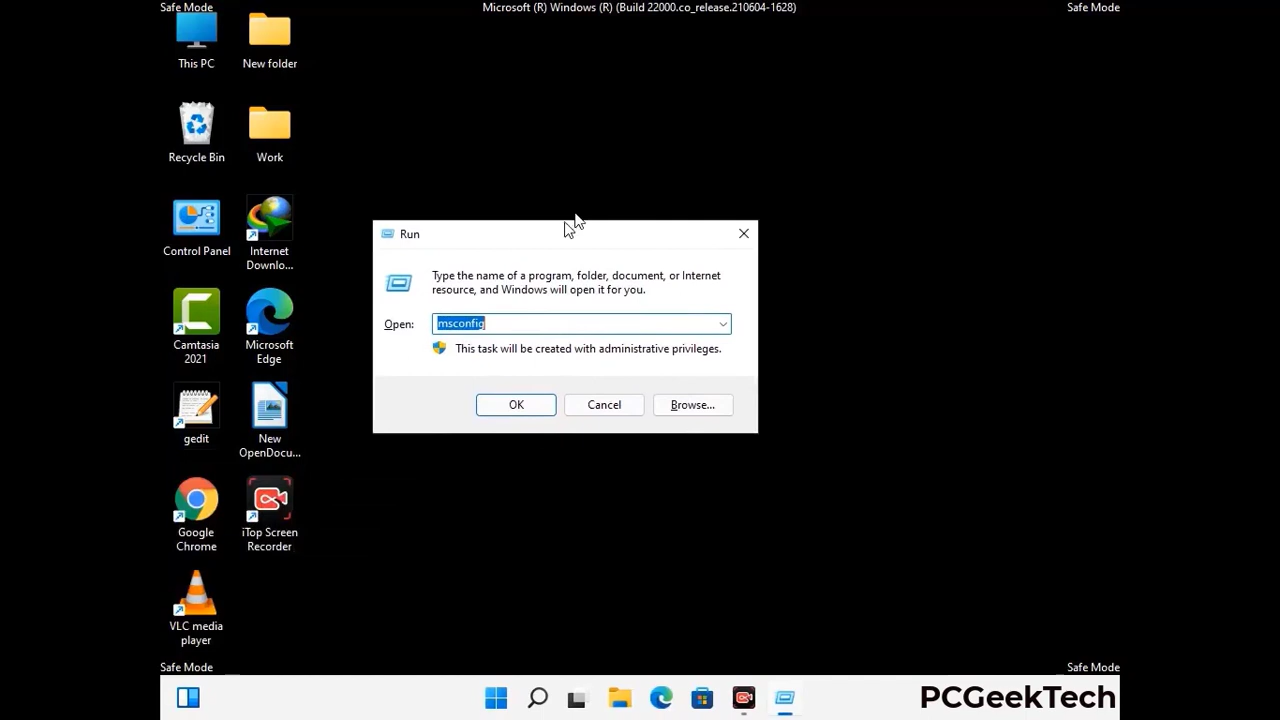 Safe Mode
Microsoft (R) Windows (R) (Build 22000.co_release.210604-1628)
Safe Mode
This PC
New folder
Recycle Bin
Work
Control Panel
Internet
Downlo...
Camtasia
2021
Microsoft
Edge
gedit
New
OpenDocu...
Google
Chrome
iTop Screen
Recorder
VLC media
player
Run
Type the name of a program, folder, document, or Internet
resource, and Windows will open it for you.
Open:
msconfig
This task will be created with administrative privileges.
OK
Cancel
Browse...
Safe Mode
Safe Mode
PCGeekTech